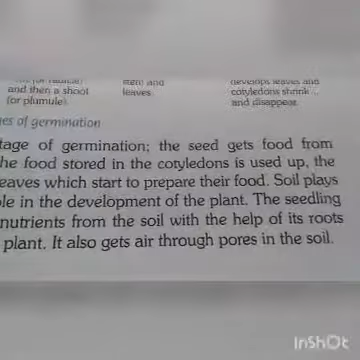 (or radicle) stem and develops leaves and
and then a shoot leaves. cotyledons shrink
(or plumule). and disappear.
es of germination
tage of germination; the seed gets food from
he food stored in the cotyledons is used up, the
eaves which start to prepare their food. Soil plays
le in the development of the plant. The seedling
nutrients from the soil with the help of its roots
plant. It also gets air through pores in the soil.
InShOt